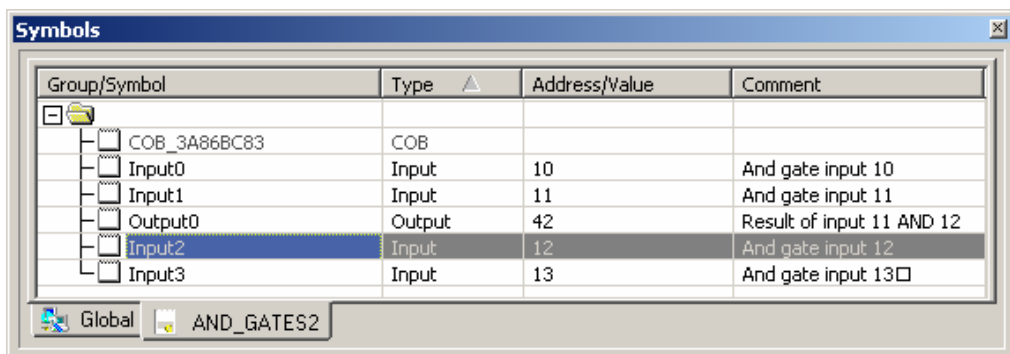 Symbols
Group/Symbol Type Address/Value Comment
COB_3A86BC83 COB
Input0 Input 10 And gate input 10
Input1 Input 11 And gate input 11
Output0 Output 42 Result of input 11 AND 12
Input2 Input 12 And gate input 12
Input3 Input 13 And gate input 13□
Global AND_GATES2